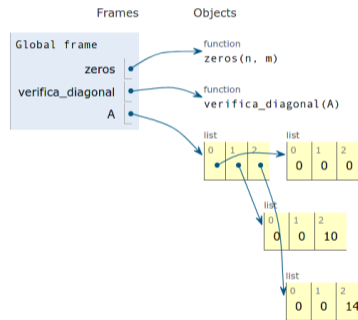 Frames Objects
Global frame
zeros
verifica_diagonal
A
function
zeros(n, m)
function
verifica_diagonal(A)
list
0 1 2
list
0 1 2
0 0 0
list
0 1 2
0 0 10
list
0 1 2
0 0 14